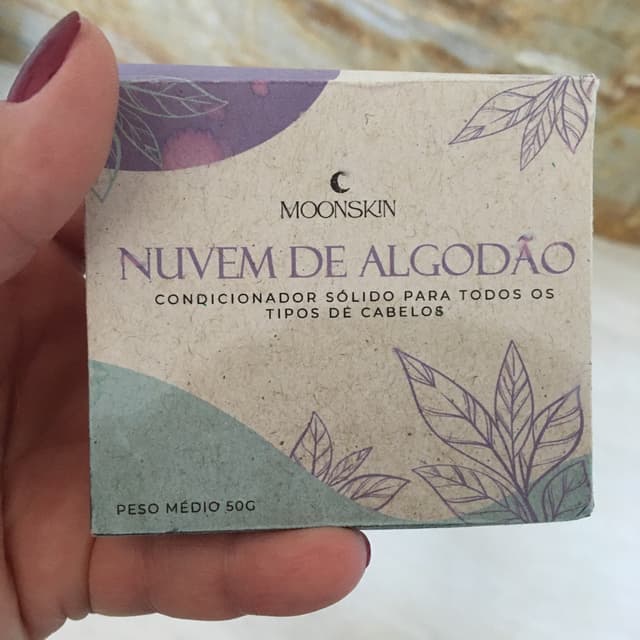 MOONSKIN
NUVEM DE ALGODÃO
CONDICIONADOR SÓLIDO PARA TODOS OS
TIPOS DE CABELOS
PESO MÉDIO 50G